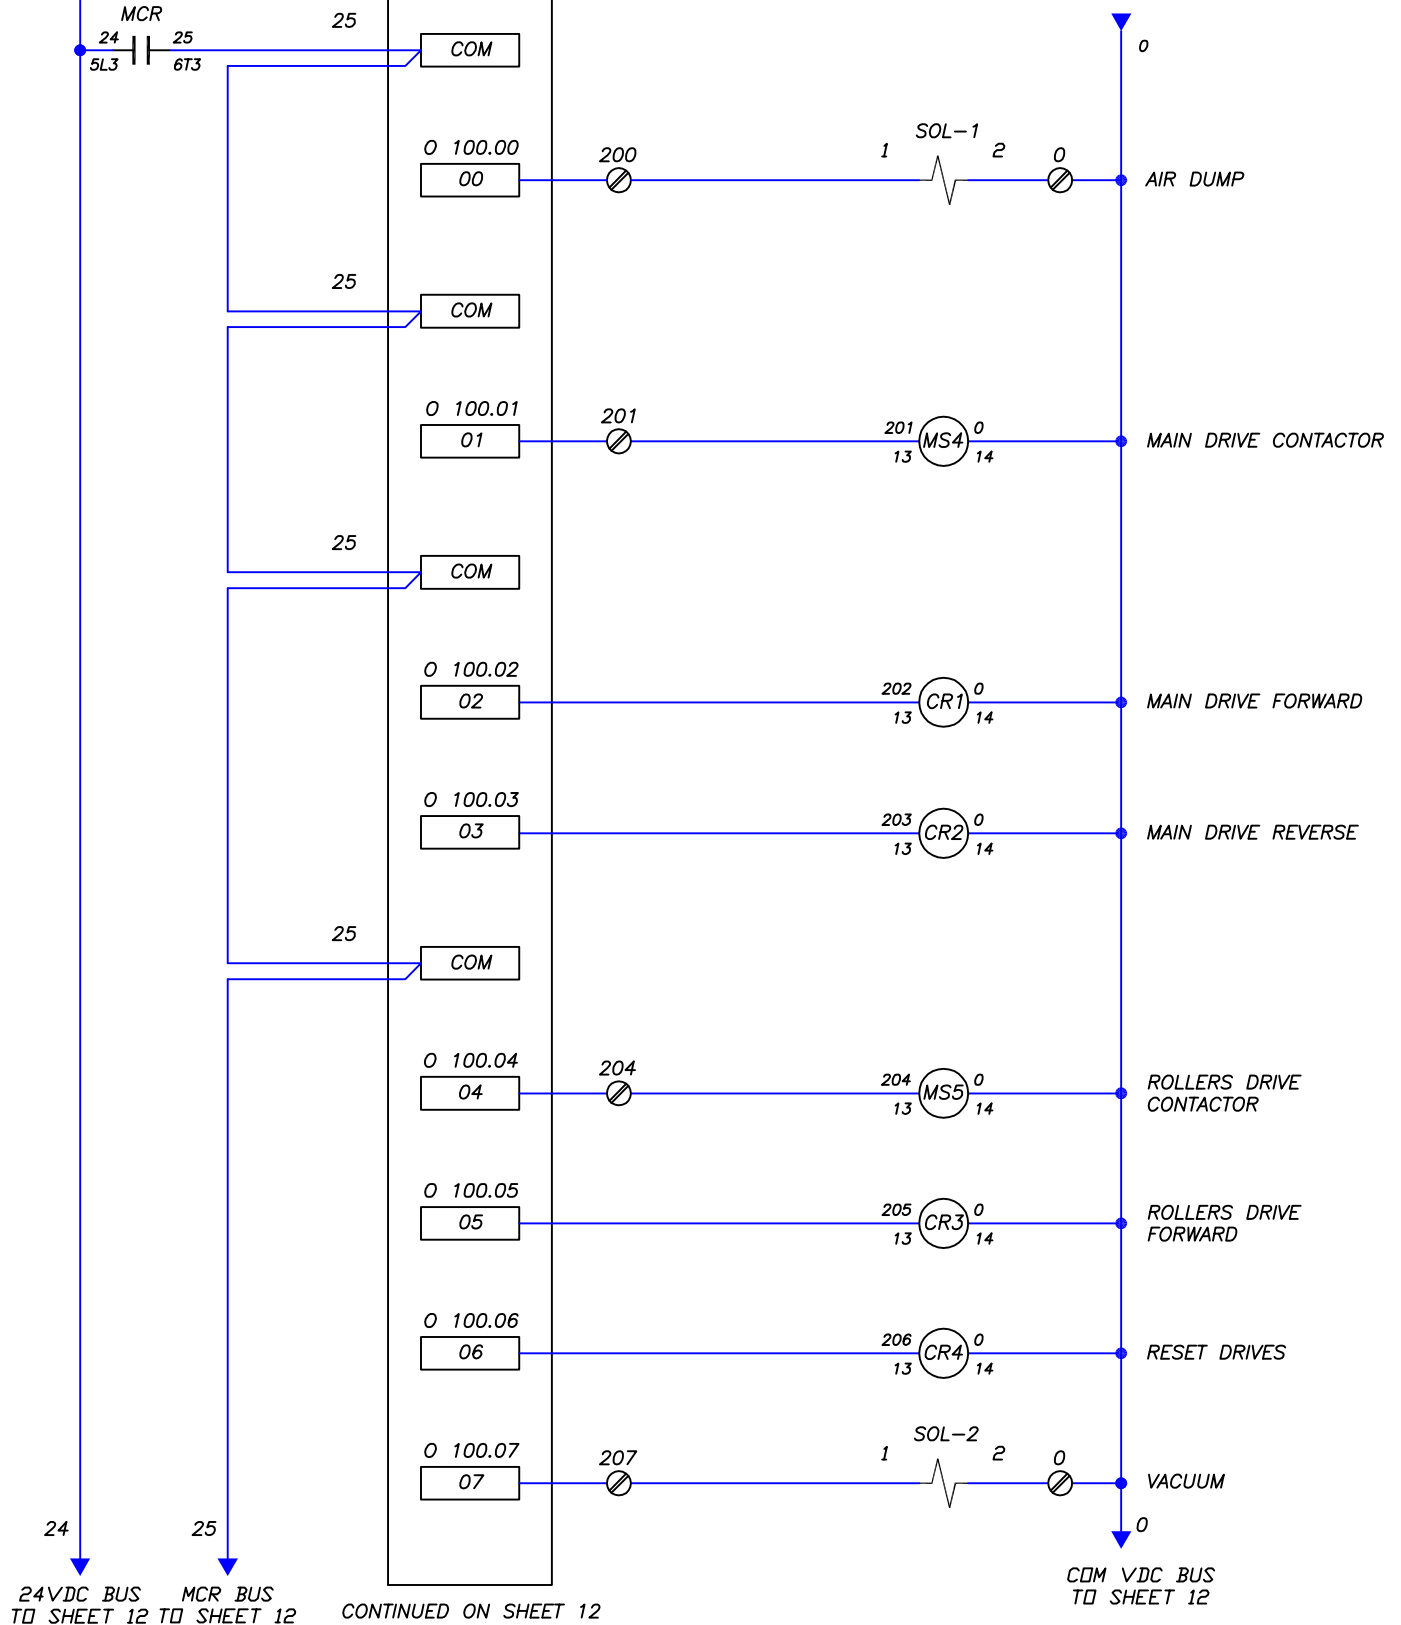 MCR
24 25
5L3 6T3
25
COM
0
O 100.00
00
200
SOL-1
1 2
0
AIR DUMP
25
COM
O 100.01
01
201
201 0
MS4
13 14
MAIN DRIVE CONTACTOR
25
COM
O 100.02
02
202 0
CR1
13 14
MAIN DRIVE FORWARD
O 100.03
03
203 0
CR2
13 14
MAIN DRIVE REVERSE
25
COM
O 100.04
04
204
204 0
MS5
13 14
ROLLERS DRIVE
CONTACTOR
O 100.05
05
205 0
CR3
13 14
ROLLERS DRIVE
FORWARD
O 100.06
06
206 0
CR4
13 14
RESET DRIVES
O 100.07
07
207
SOL-2
1 2
0
VACUUM
24
25
0
24VDC BUS
TO SHEET 12
MCR BUS
TO SHEET 12
CONTINUED ON SHEET 12
COM VDC BUS
TO SHEET 12